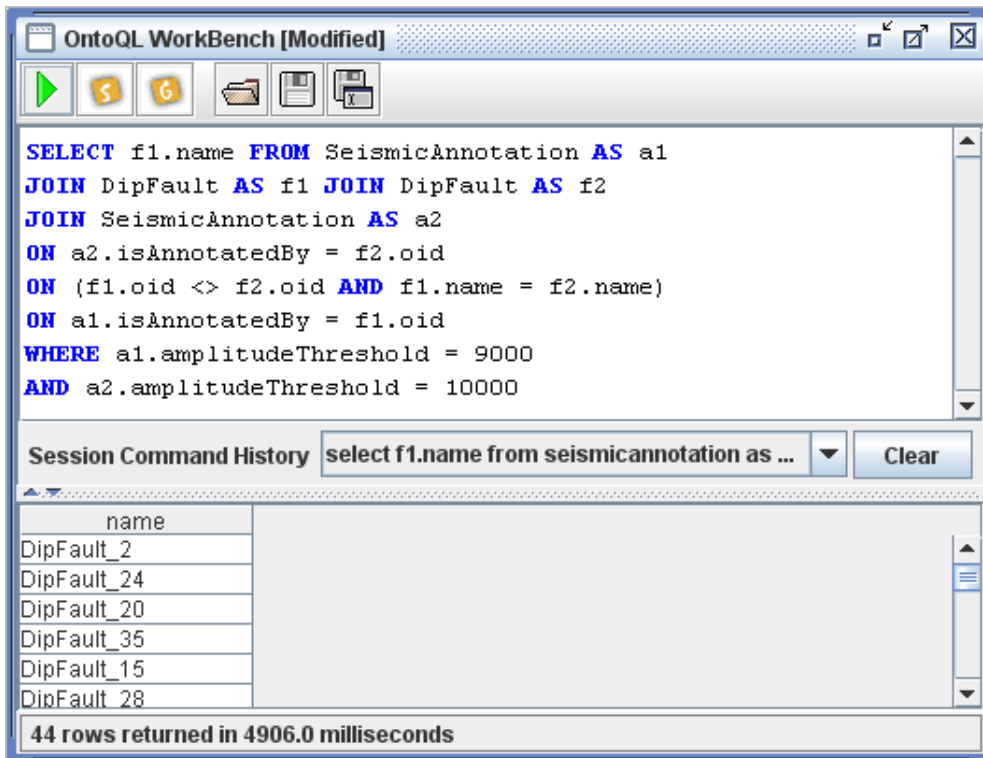 OntoQL WorkBench [Modified]
S G
SELECT f1.name FROM SeismicAnnotation AS a1
JOIN DipFault AS f1 JOIN DipFault AS f2
JOIN SeismicAnnotation AS a2
ON a2.isAnnotatedBy = f2.oid
ON (f1.oid <> f2.oid AND f1.name = f2.name)
ON a1.isAnnotatedBy = f1.oid
WHERE a1.amplitudeThreshold = 9000
AND a2.amplitudeThreshold = 10000
Session Command History select f1.name from seismicannotation as ... Clear
name
DipFault_2
DipFault_24
DipFault_20
DipFault_35
DipFault_15
DipFault_28
44 rows returned in 4906.0 milliseconds